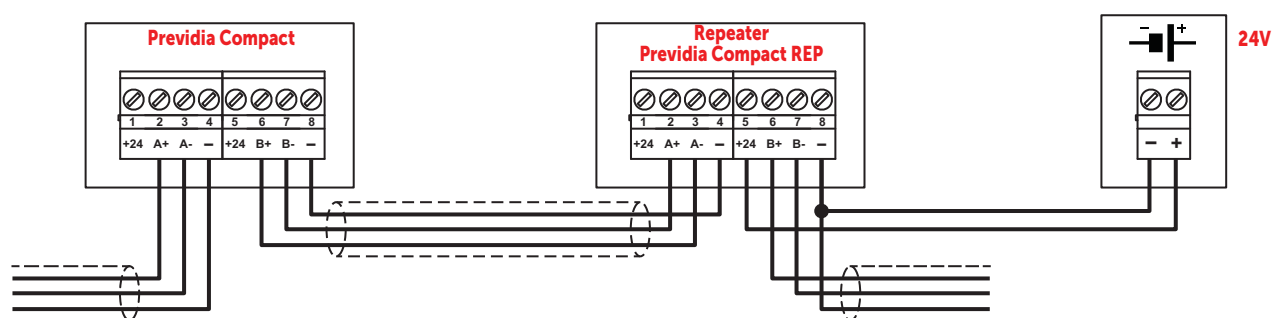 Previdia Compact
1 2 3 4 5 6 7 8
+24 A+ A- – +24 B+ B- –
Repeater
Previdia Compact REP
1 2 3 4 5 6 7 8
+24 A+ A- – +24 B+ B- –
- +
24V
– +